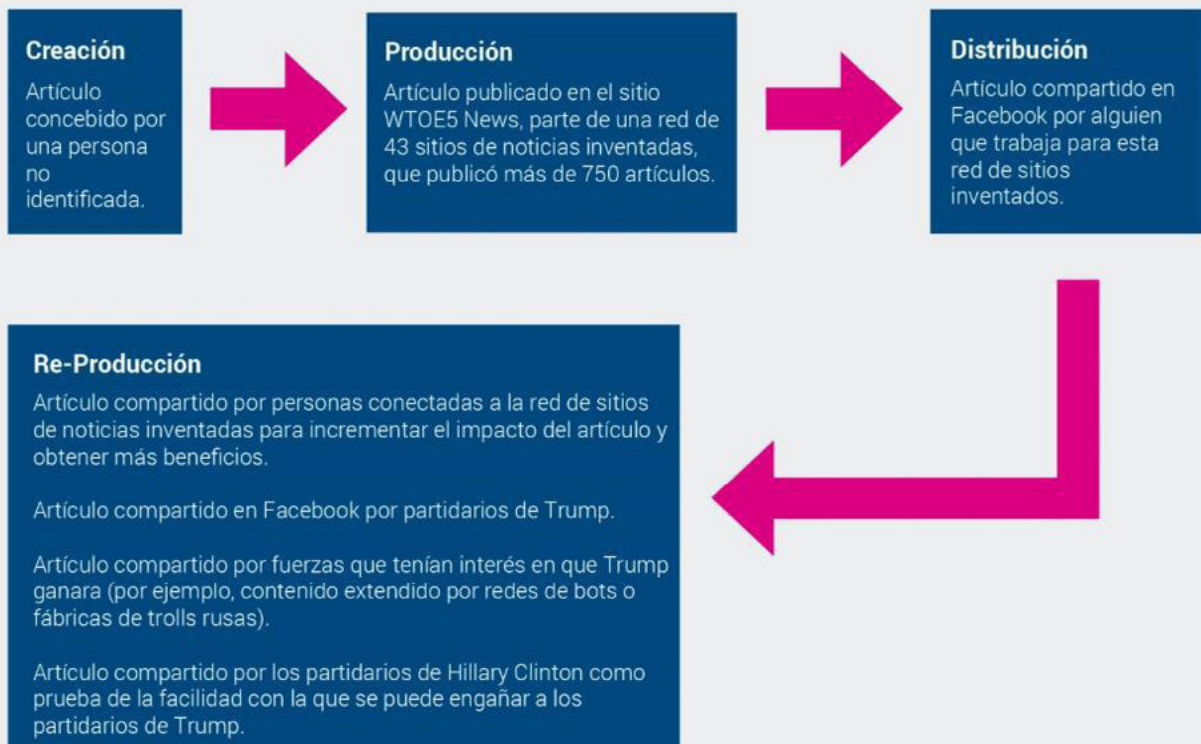 Creación
Artículo
concebido por
una persona
no
identificada.
Producción
Artículo publicado en el sitio
WTOE5 News, parte de una red de
43 sitios de noticias inventadas,
que publicó más de 750 artículos.
Distribución
Artículo compartido en
Facebook por alguien
que trabaja para esta
red de sitios
inventados.
Re-Producción
Artículo compartido por personas conectadas a la red de sitios
de noticias inventadas para incrementar el impacto del artículo y
obtener más beneficios.
Artículo compartido en Facebook por partidarios de Trump.
Artículo compartido por fuerzas que tenían interés en que Trump
ganara (por ejemplo, contenido extendido por redes de bots o
fábricas de trolls rusas).
Artículo compartido por los partidarios de Hillary Clinton como
prueba de la facilidad con la que se puede engañar a los
partidarios de Trump.